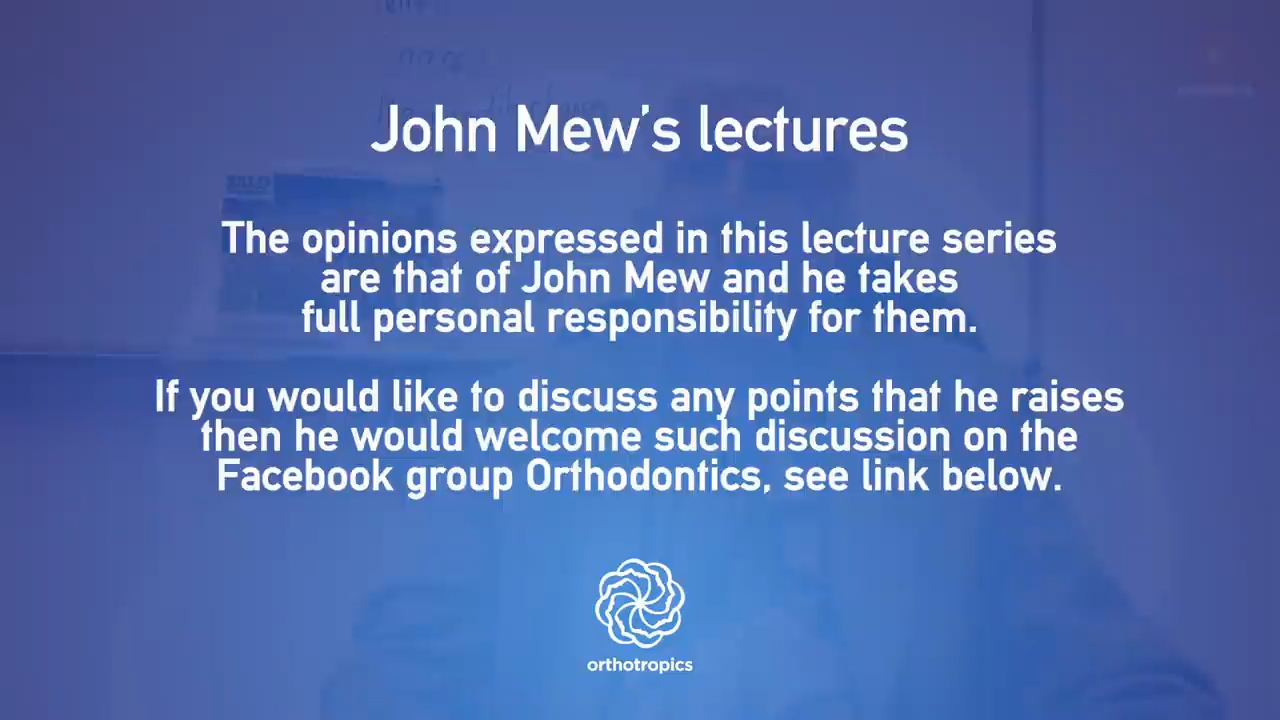 John Mew's lectures
The opinions expressed in this lecture series
are that of John Mew and he takes
full personal responsibility for them.
If you would like to discuss any points that he raises
then he would welcome such discussion on the
Facebook group Orthodontics, see link below.
orthotropics